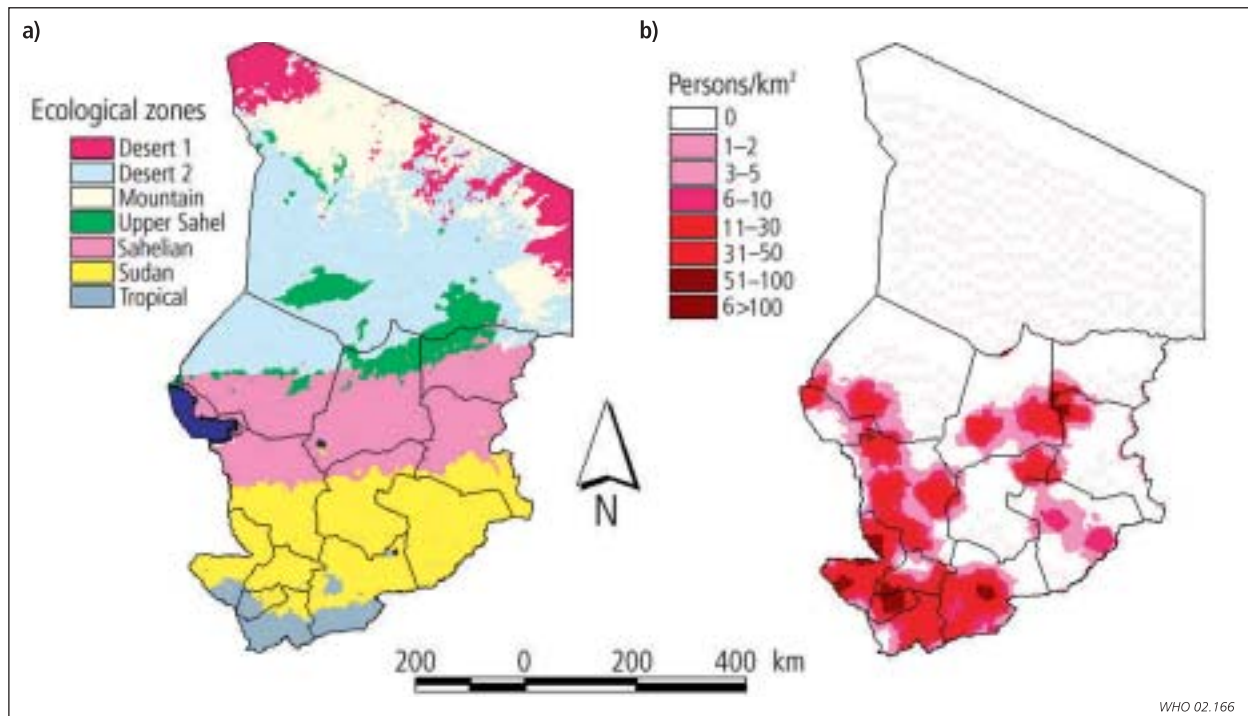 a)
Ecological zones
Desert 1
Desert 2
Mountain
Upper Sahel
Sahelian
Sudan
Tropical
b)
Persons/km²
0
1–2
3–5
6–10
11–30
31–50
51–100
6>100
N
200 0 200 400 km
WHO 02.166